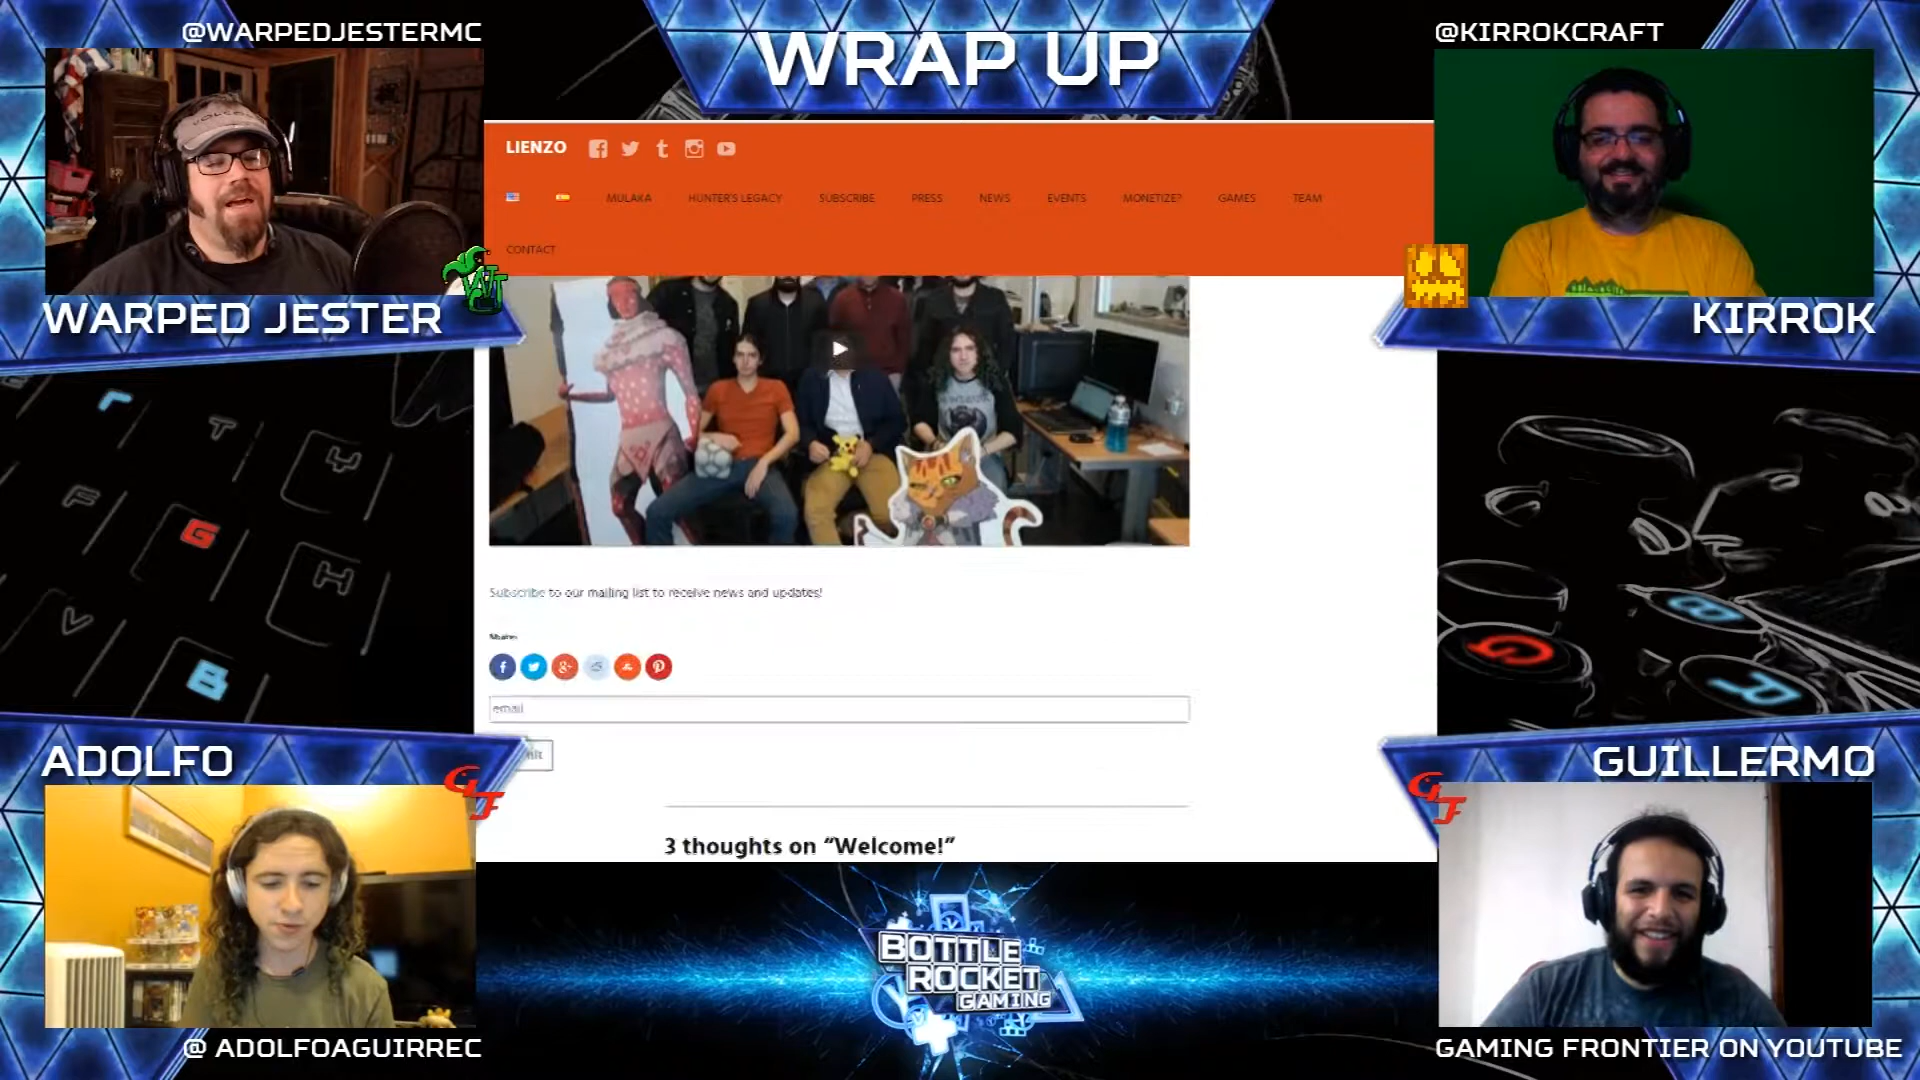 @WARPEDJESTERMC
WRAP UP
@KIRROKCRAFT
LIENZO
MULAKA HUNTER'S LEGACY SUBSCRIBE PRESS NEWS EVENTS MONETIZE? GAMES TEAM
CONTACT
WARPED JESTER
KIRROK
WJ
Subscribe to our mailing list to receive news and updates!
Share:
email
ADOLFO
GUILLERMO
3 thoughts on “Welcome!”
BOTTLE
ROCKET
GAMING
@ ADOLFOAGUIRREC
GAMING FRONTIER ON YOUTUBE
T Y
F G H
V B
B
R